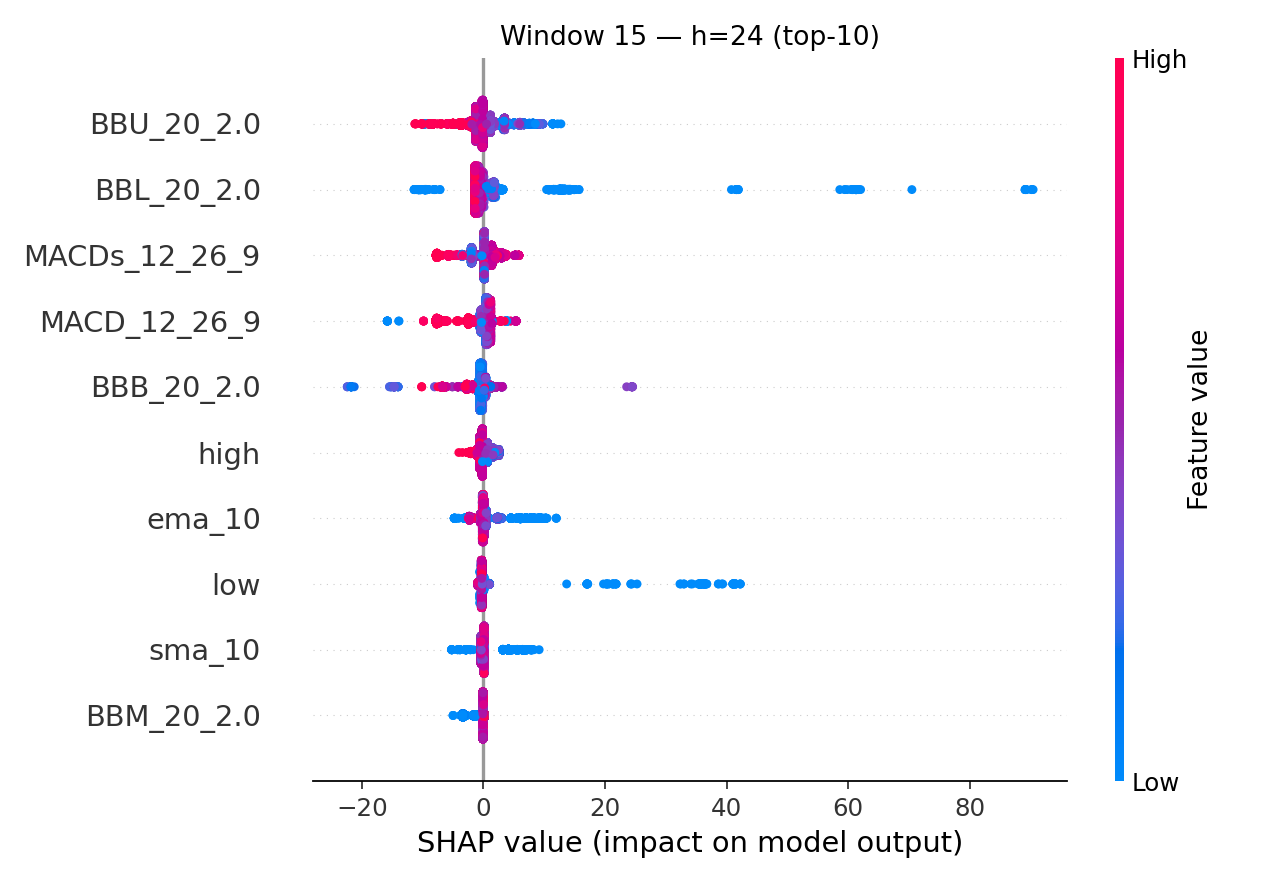 Window 15 — h=24 (top-10)
High
BBU_20_2.0
BBL_20_2.0
MACDs_12_26_9
MACD_12_26_9
BBB_20_2.0
high
ema_10
low
sma_10
BBM_20_2.0
Feature value
Low
−20 0 20 40 60 80
SHAP value (impact on model output)